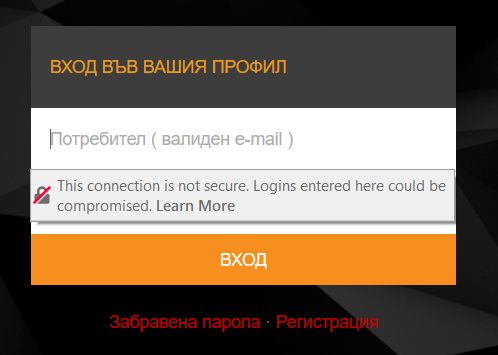 ВХОД ВЪВ ВАШИЯ ПРОФИЛ
Потребител ( валиден e-mail )
This connection is not secure. Logins entered here could be
compromised. Learn More
ВХОД
Забравена парола · Регистрация